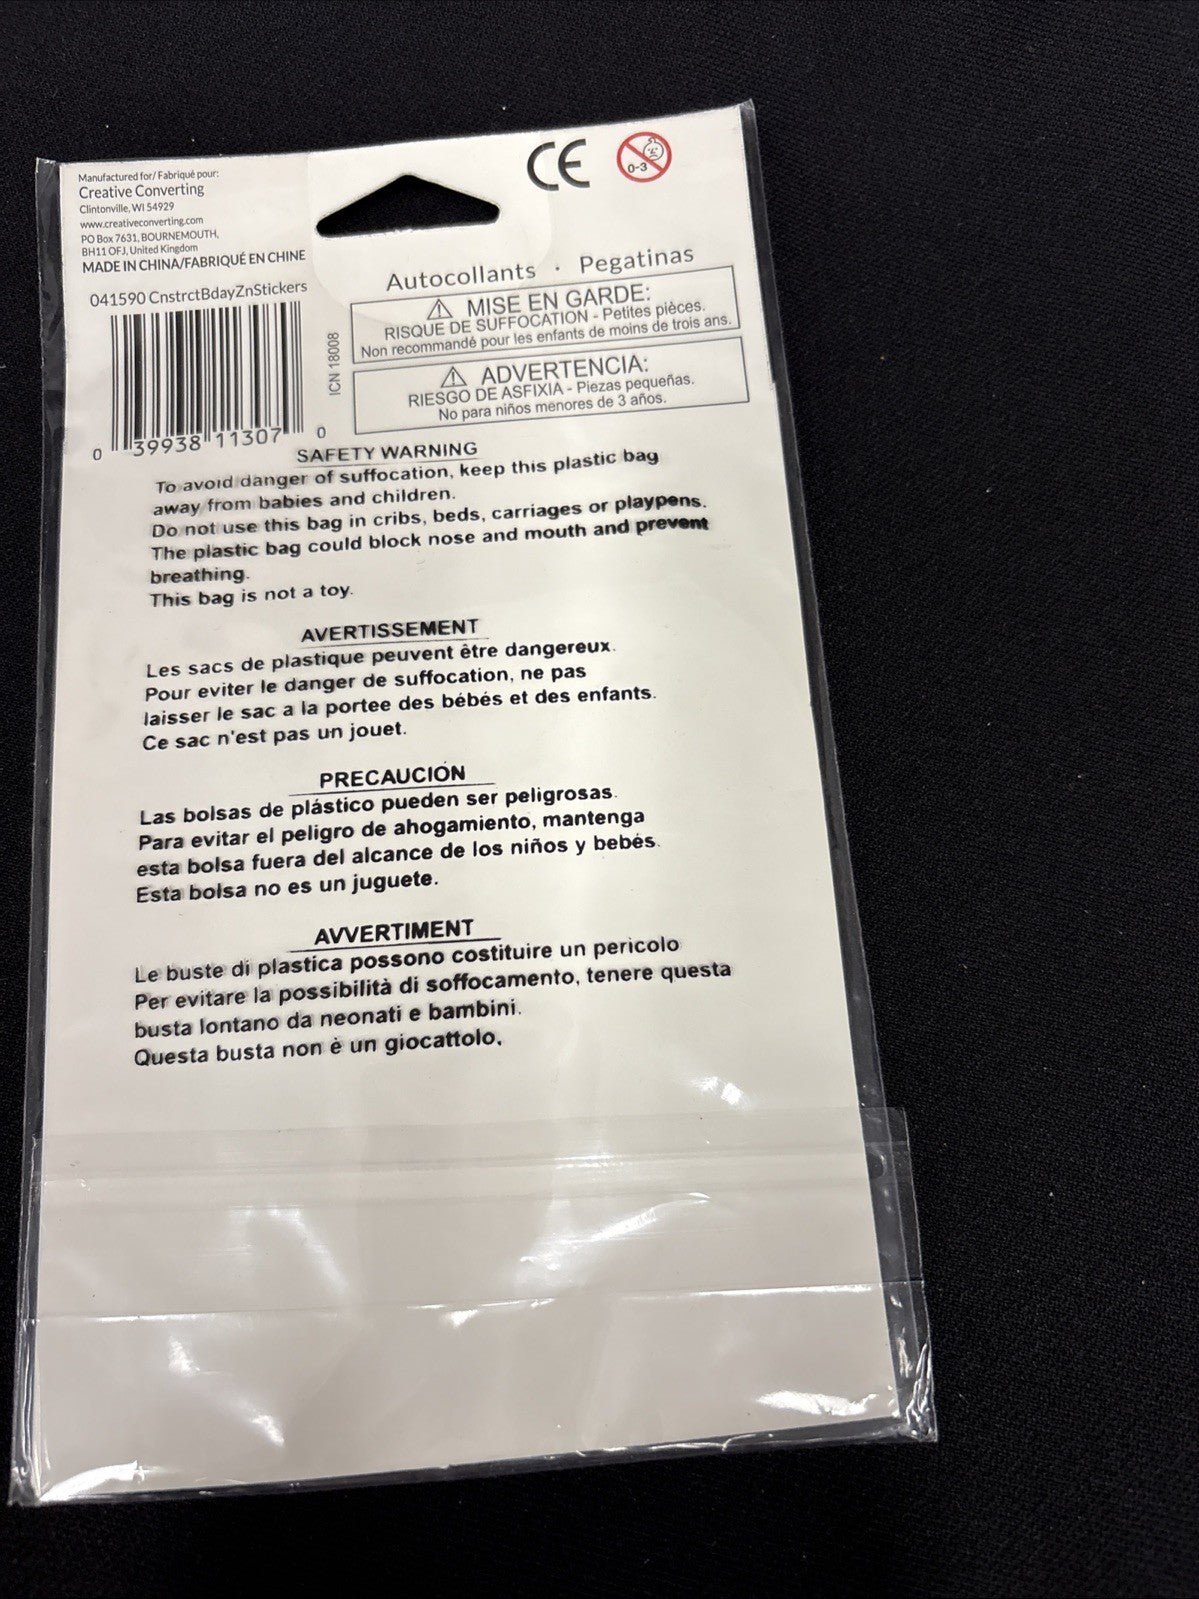 Manufactured for/ Fabriqué pour:
Creative Converting
Clintonville, WI 54929
www.creativeconverting.com
PO Box 7631, BOURNEMOUTH,
BH11 OFJ, United Kingdom
MADE IN CHINA/FABRIQUÉ EN CHINE
041590 CnstrctBdayZnStickers
0 39938 11307 0
ICN 18008
CE
0-3
Autocollants · Pegatinas
⚠ MISE EN GARDE:
RISQUE DE SUFFOCATION - Petites pièces.
Non recommandé pour les enfants de moins de trois ans.
⚠ ADVERTENCIA:
RIESGO DE ASFIXIA - Piezas pequeñas.
No para niños menores de 3 años.
SAFETY WARNING
To avoid danger of suffocation, keep this plastic bag
away from babies and children.
Do not use this bag in cribs, beds, carriages or playpens.
The plastic bag could block nose and mouth and prevent
breathing.
This bag is not a toy.
AVERTISSEMENT
Les sacs de plastique peuvent être dangereux.
Pour eviter le danger de suffocation, ne pas
laisser le sac a la portee des bébés et des enfants.
Ce sac n'est pas un jouet.
PRECAUCIÓN
Las bolsas de plástico pueden ser peligrosas.
Para evitar el peligro de ahogamiento, mantenga
esta bolsa fuera del alcance de los niños y bebés.
Esta bolsa no es un juguete.
AVVERTIMENT
Le buste di plastica possono costituire un pericolo
Per evitare la possibilità di soffocamento, tenere questa
busta lontano da neonati e bambini.
Questa busta non è un giocattolo.